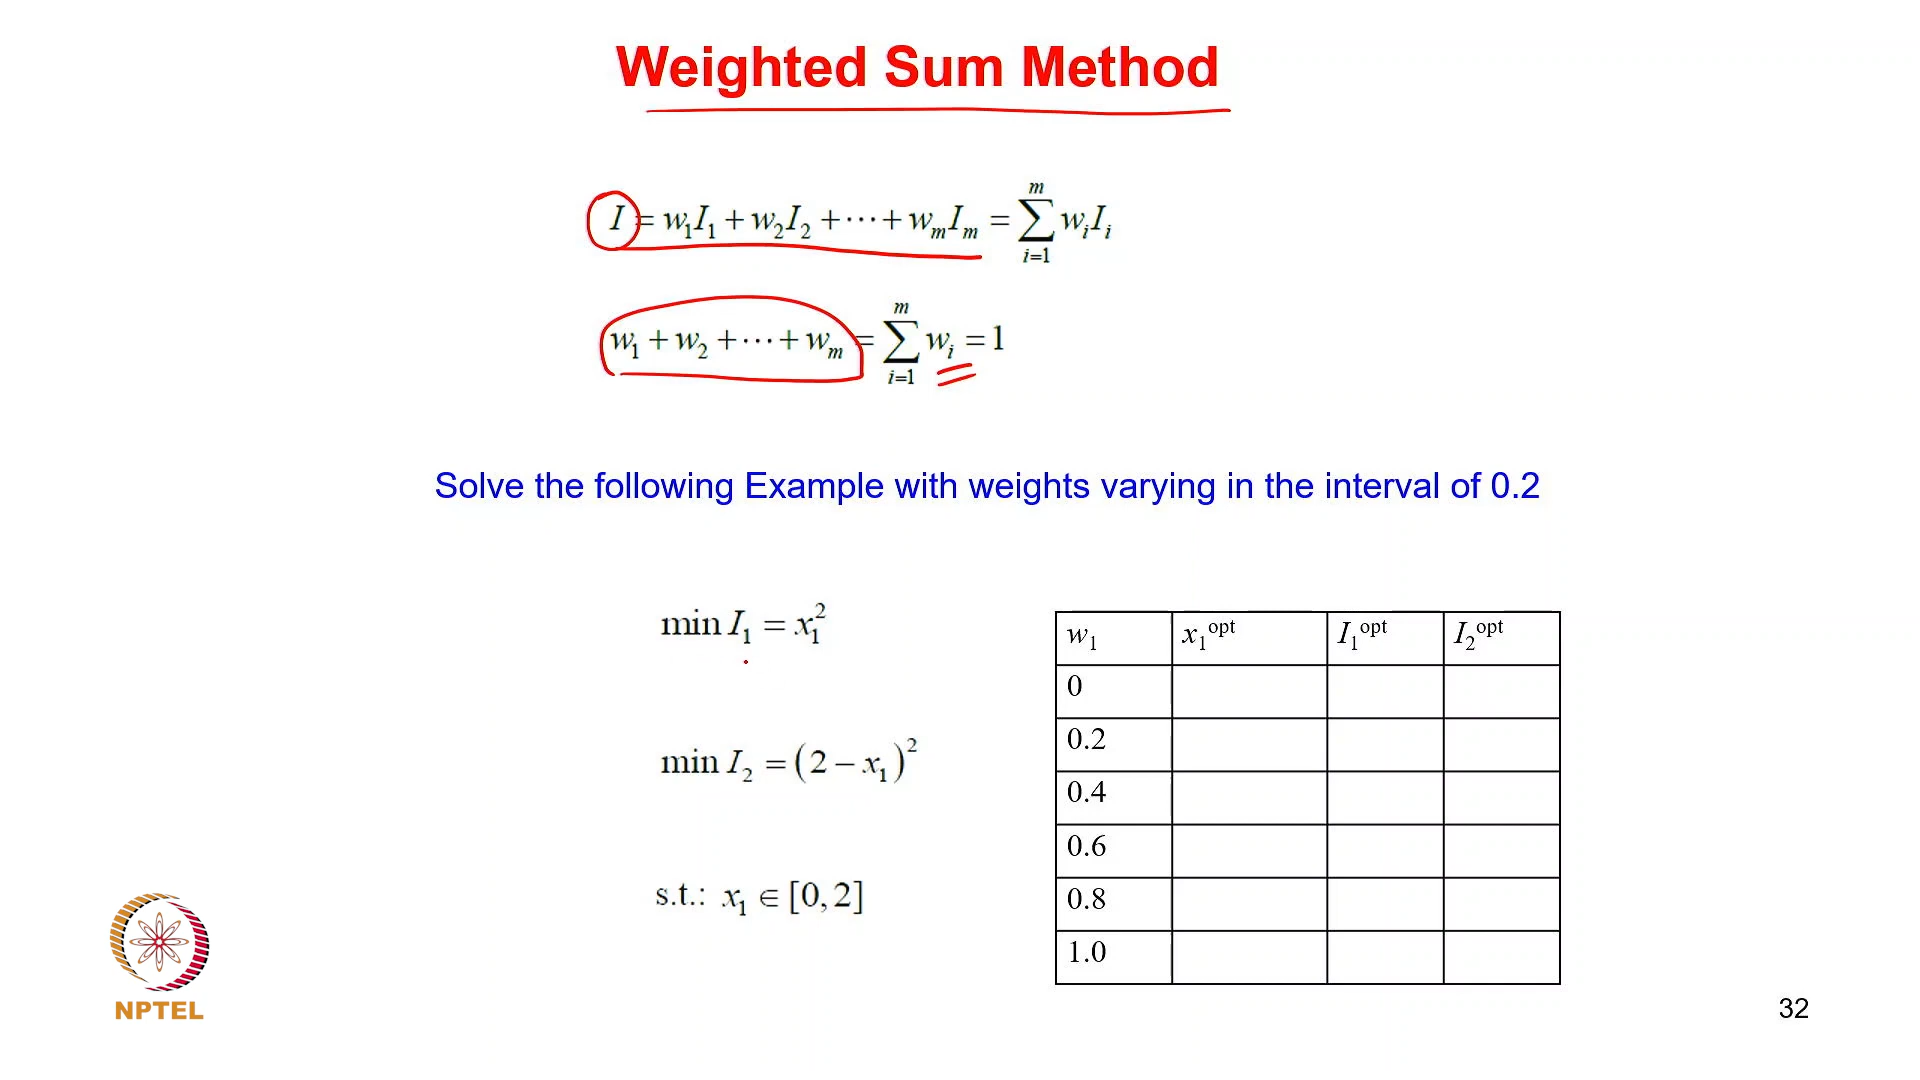 Weighted Sum Method
I = w₁I₁ + w₂I₂ + ⋯ + wₘIₘ = ∑ᵢ₌₁ᵐ wᵢIᵢ
w₁ + w₂ + ⋯ + wₘ = ∑ᵢ₌₁ᵐ wᵢ = 1
Solve the following Example with weights varying in the interval of 0.2
min I₁ = x₁²
min I₂ = (2 − x₁)²
s.t.: x₁ ∈ [0, 2]
w₁ x₁ᵒᵖᵗ I₁ᵒᵖᵗ I₂ᵒᵖᵗ
0
0.2
0.4
0.6
0.8
1.0
NPTEL
32